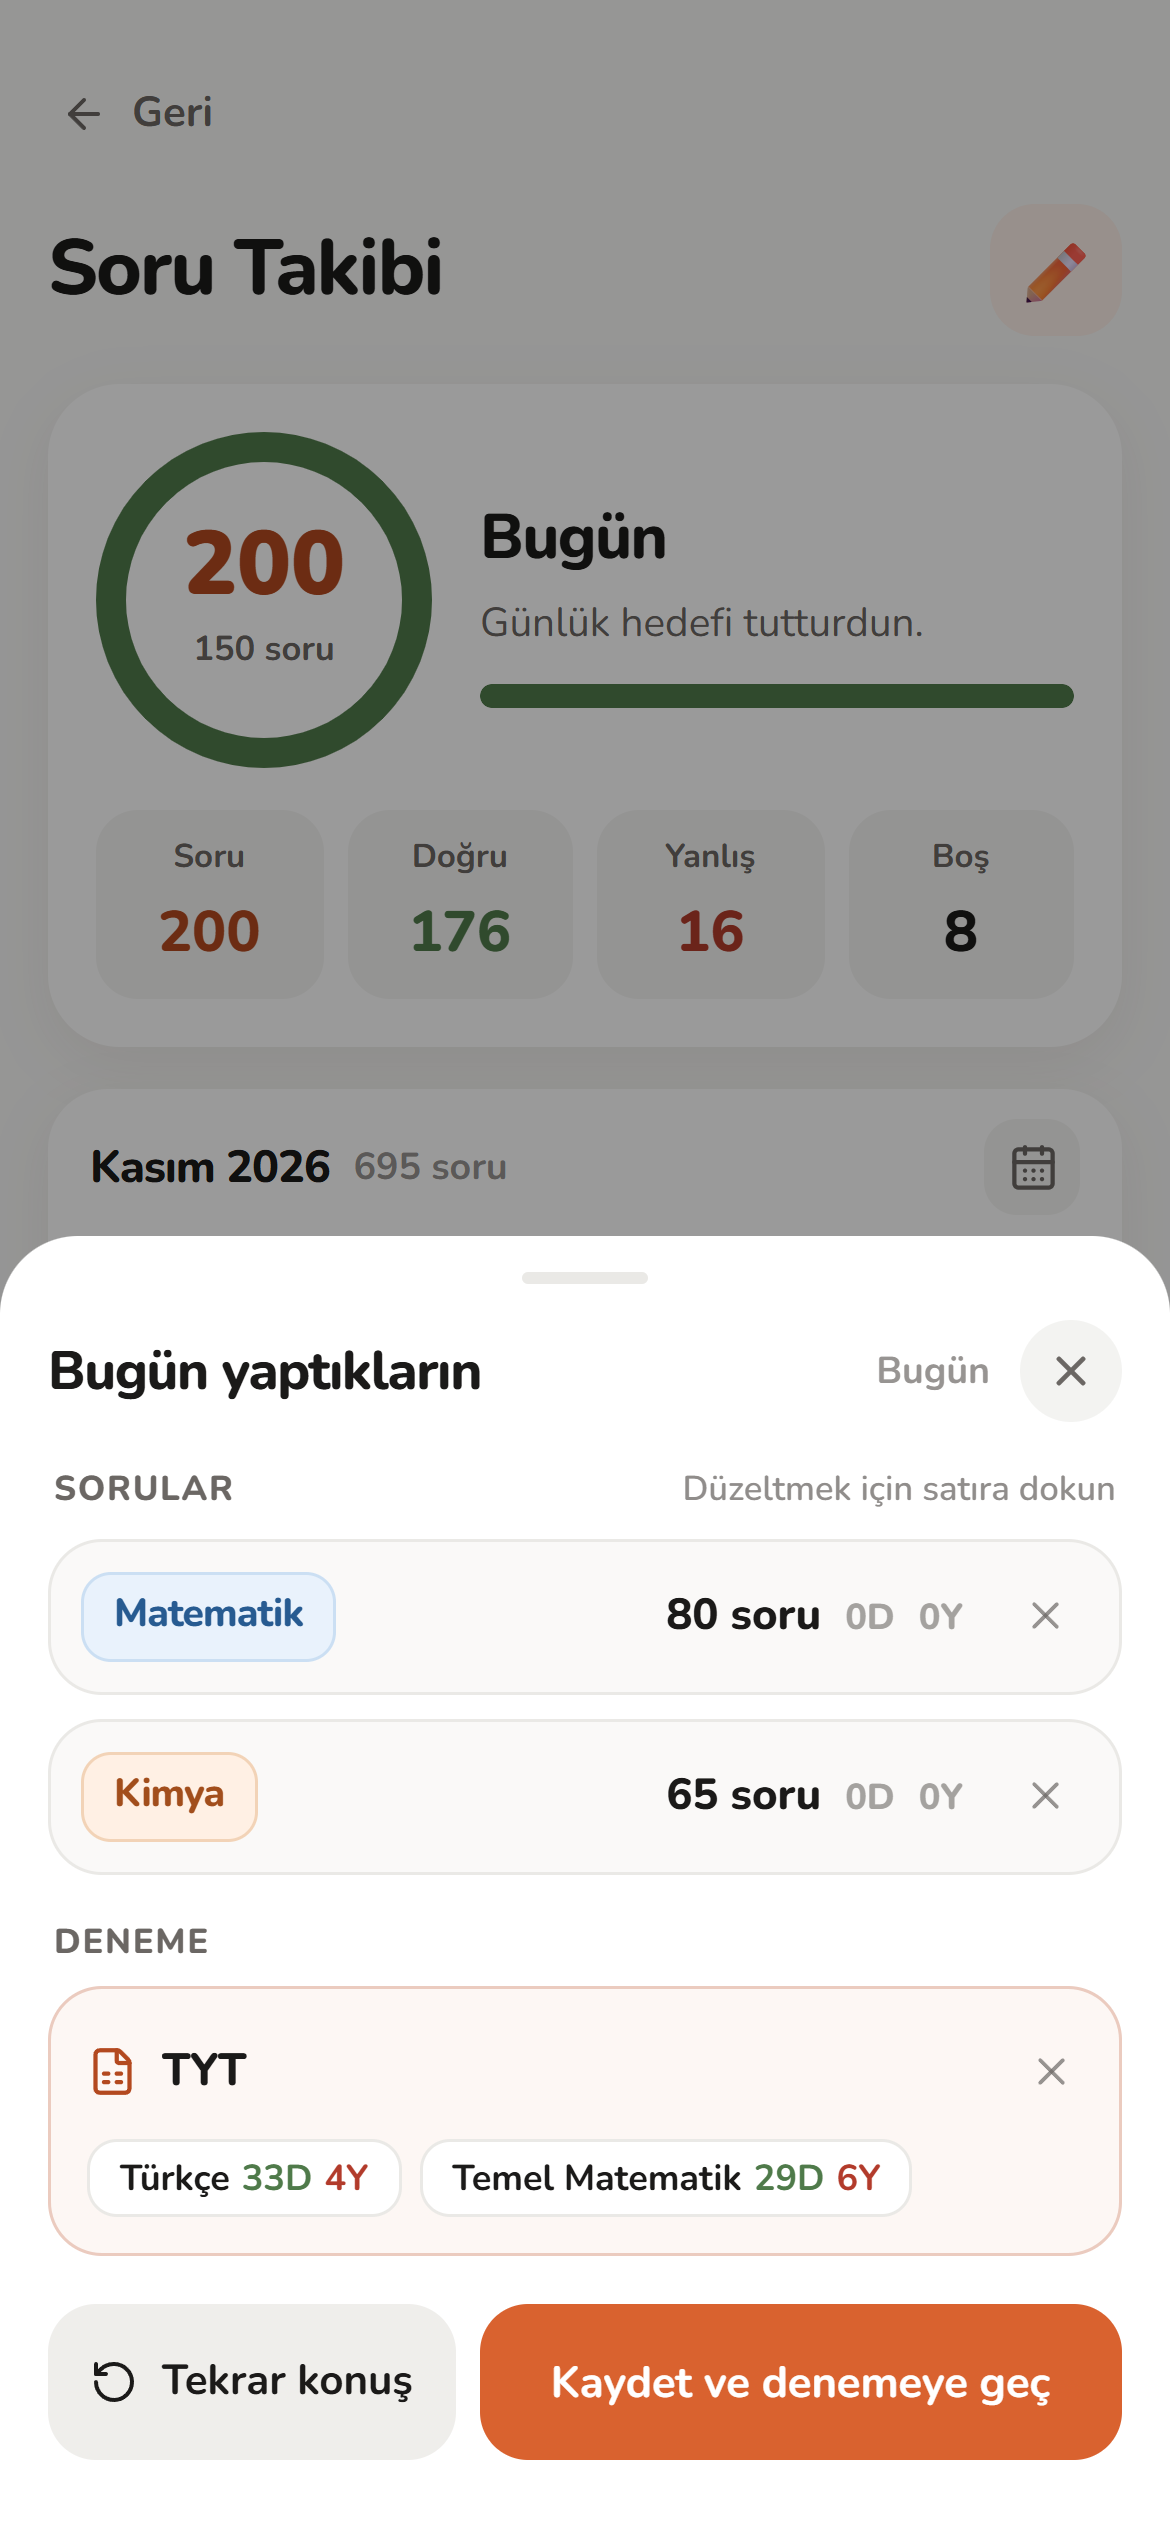 Geri
Soru Takibi
200
150 soru
Bugün
Günlük hedefi tutturdun.
Soru Doğru Yanlış Boş
200 176 16 8
Kasım 2026 695 soru
Bugün yaptıkların Bugün
SORULAR Düzeltmek için satıra dokun
Matematik 80 soru 0D 0Y
Kimya 65 soru 0D 0Y
DENEME
TYT
Türkçe 33D 4Y Temel Matematik 29D 6Y
Tekrar konuş Kaydet ve denemeye geç